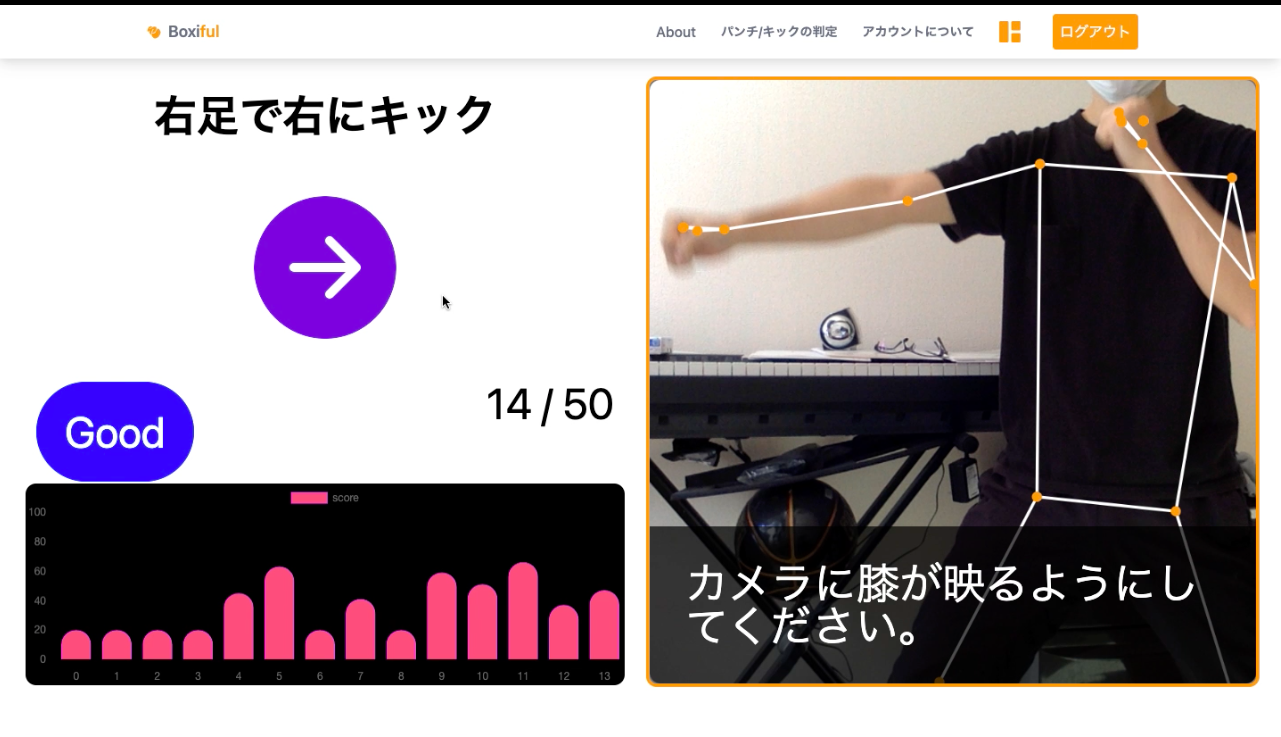 Boxiful
About
パンチ/キックの判定
アカウントについて
ログアウト
右足で右にキック
14 / 50
Good
score
100
80
60
40
20
0
0 1 2 3 4 5 6 7 8 9 10 11 12 13
カメラに膝が映るようにし
てください。